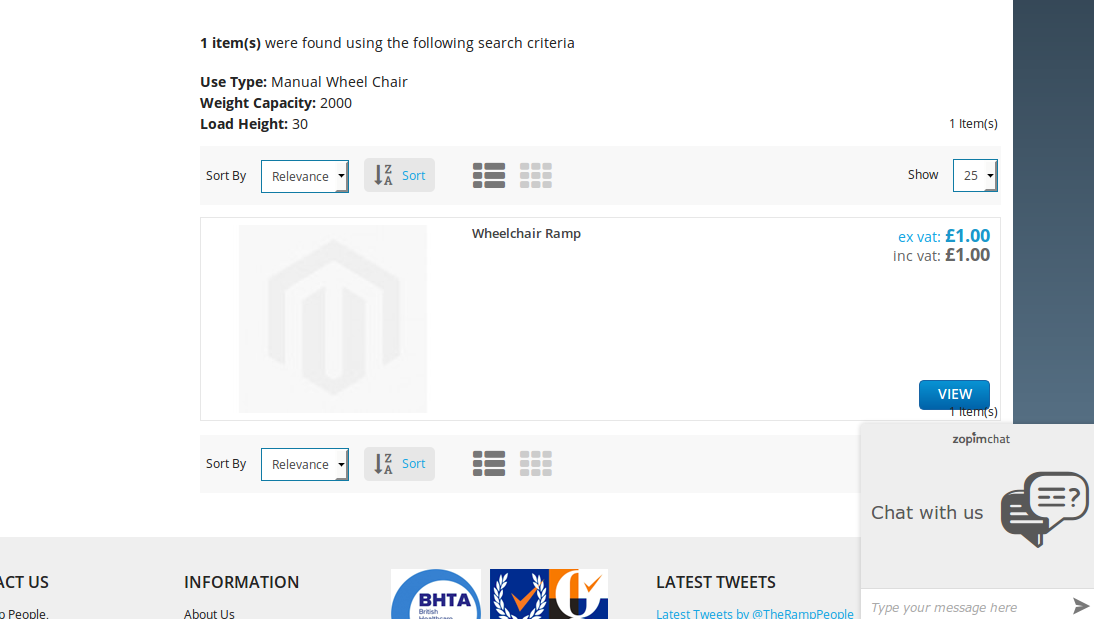 1 item(s) were found using the following search criteria
Use Type: Manual Wheel Chair
Weight Capacity: 2000
Load Height: 30
1 Item(s)
Sort By Relevance Sort Show 25
Wheelchair Ramp
ex vat: £1.00
inc vat: £1.00
VIEW
1 Item(s)
zopim chat
Sort By Relevance Sort
Chat with us
ACT US
INFORMATION
LATEST TWEETS
BHTA
British
Healthcare
p People.
About Us
Latest Tweets by @TheRampPeople
Type your message here